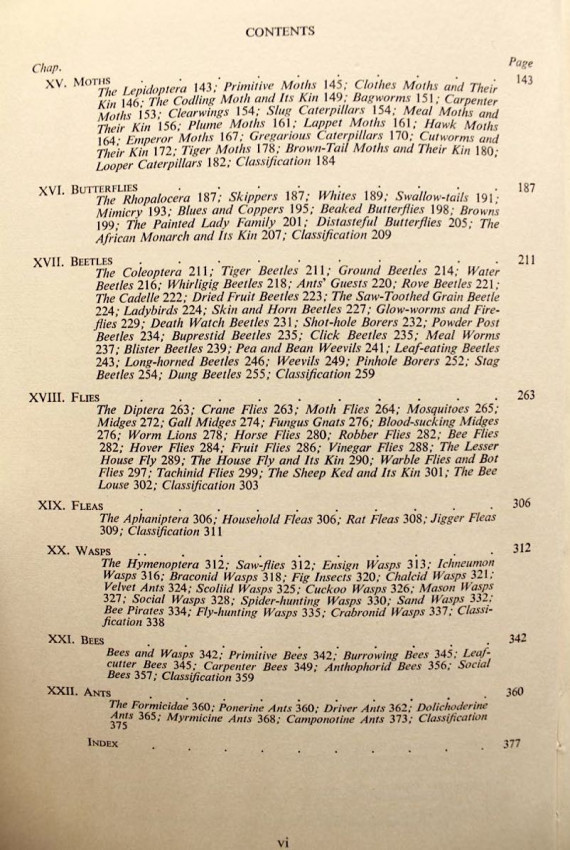 CONTENTS
Chap. Page
XV. MOTHS . . . . . . . . . 143
The Lepidoptera 143; Primitive Moths 145; Clothes Moths and Their
Kin 146; The Codling Moth and Its Kin 149; Bagworms 151; Carpenter
Moths 153; Clearwings 154; Slug Caterpillars 154; Meal Moths and
Their Kin 156; Plume Moths 161; Lappet Moths 161; Hawk Moths
164; Emperor Moths 167; Gregarious Caterpillars 170; Cutworms and
Their Kin 172; Tiger Moths 178; Brown-Tail Moths and Their Kin 180;
Looper Caterpillars 182; Classification 184
XVI. BUTTERFLIES . . . . . . . . 187
The Rhopalocera 187; Skippers 187; Whites 189; Swallow-tails 191;
Mimicry 193; Blues and Coppers 195; Beaked Butterflies 198; Browns
199; The Painted Lady Family 201; Distasteful Butterflies 205; The
African Monarch and Its Kin 207; Classification 209
XVII. BEETLES . . . . . . . . . 211
The Coleoptera 211; Tiger Beetles 211; Ground Beetles 214; Water
Beetles 216; Whirligig Beetles 218; Ants' Guests 220; Rove Beetles 221;
The Cadelle 222; Dried Fruit Beetles 223; The Saw-Toothed Grain Beetle
224; Ladybirds 224; Skin and Horn Beetles 227; Glow-worms and Fire-
flies 229; Death Watch Beetles 231; Shot-hole Borers 232; Powder Post
Beetles 234; Buprestid Beetles 235; Click Beetles 235; Meal Worms
237; Blister Beetles 239; Pea and Bean Weevils 241; Leaf-eating Beetles
243; Long-horned Beetles 246; Weevils 249; Pinhole Borers 252; Stag
Beetles 254; Dung Beetles 255; Classification 259
XVIII. FLIES . . . . . . . . . 263
The Diptera 263; Crane Flies 263; Moth Flies 264; Mosquitoes 265;
Midges 272; Gall Midges 274; Fungus Gnats 276; Blood-sucking Midges
276; Worm Lions 278; Horse Flies 280; Robber Flies 282; Bee Flies
282; Hover Flies 284; Fruit Flies 286; Vinegar Flies 288; The Lesser
House Fly 289; The House Fly and Its Kin 290; Warble Flies and Bot
Flies 297; Tachinid Flies 299; The Sheep Ked and Its Kin 301; The Bee
Louse 302; Classification 303
XIX. FLEAS . . . . . . . . . 306
The Aphaniptera 306; Household Fleas 306; Rat Fleas 308; Jigger Fleas
309; Classification 311
XX. WASPS . . . . . . . . . 312
The Hymenoptera 312; Saw-flies 312; Ensign Wasps 313; Ichneumon
Wasps 316; Braconid Wasps 318; Fig Insects 320; Chalcid Wasps 321;
Velvet Ants 324; Scoliid Wasps 325; Cuckoo Wasps 326; Mason Wasps
327; Social Wasps 328; Spider-hunting Wasps 330; Sand Wasps 332;
Bee Pirates 334; Fly-hunting Wasps 335; Crabronid Wasps 337; Classi-
fication 338
XXI. BEES . . . . . . . . . 342
Bees and Wasps 342; Primitive Bees 342; Burrowing Bees 345; Leaf-
cutter Bees 345; Carpenter Bees 349; Anthophorid Bees 356; Social
Bees 357; Classification 359
XXII. ANTS . . . . . . . . . 360
The Formicidae 360; Ponerine Ants 360; Driver Ants 362; Dolichoderine
Ants 365; Myrmicine Ants 368; Camponotine Ants 373; Classification
375
INDEX . . . . . . . . . 377
vi